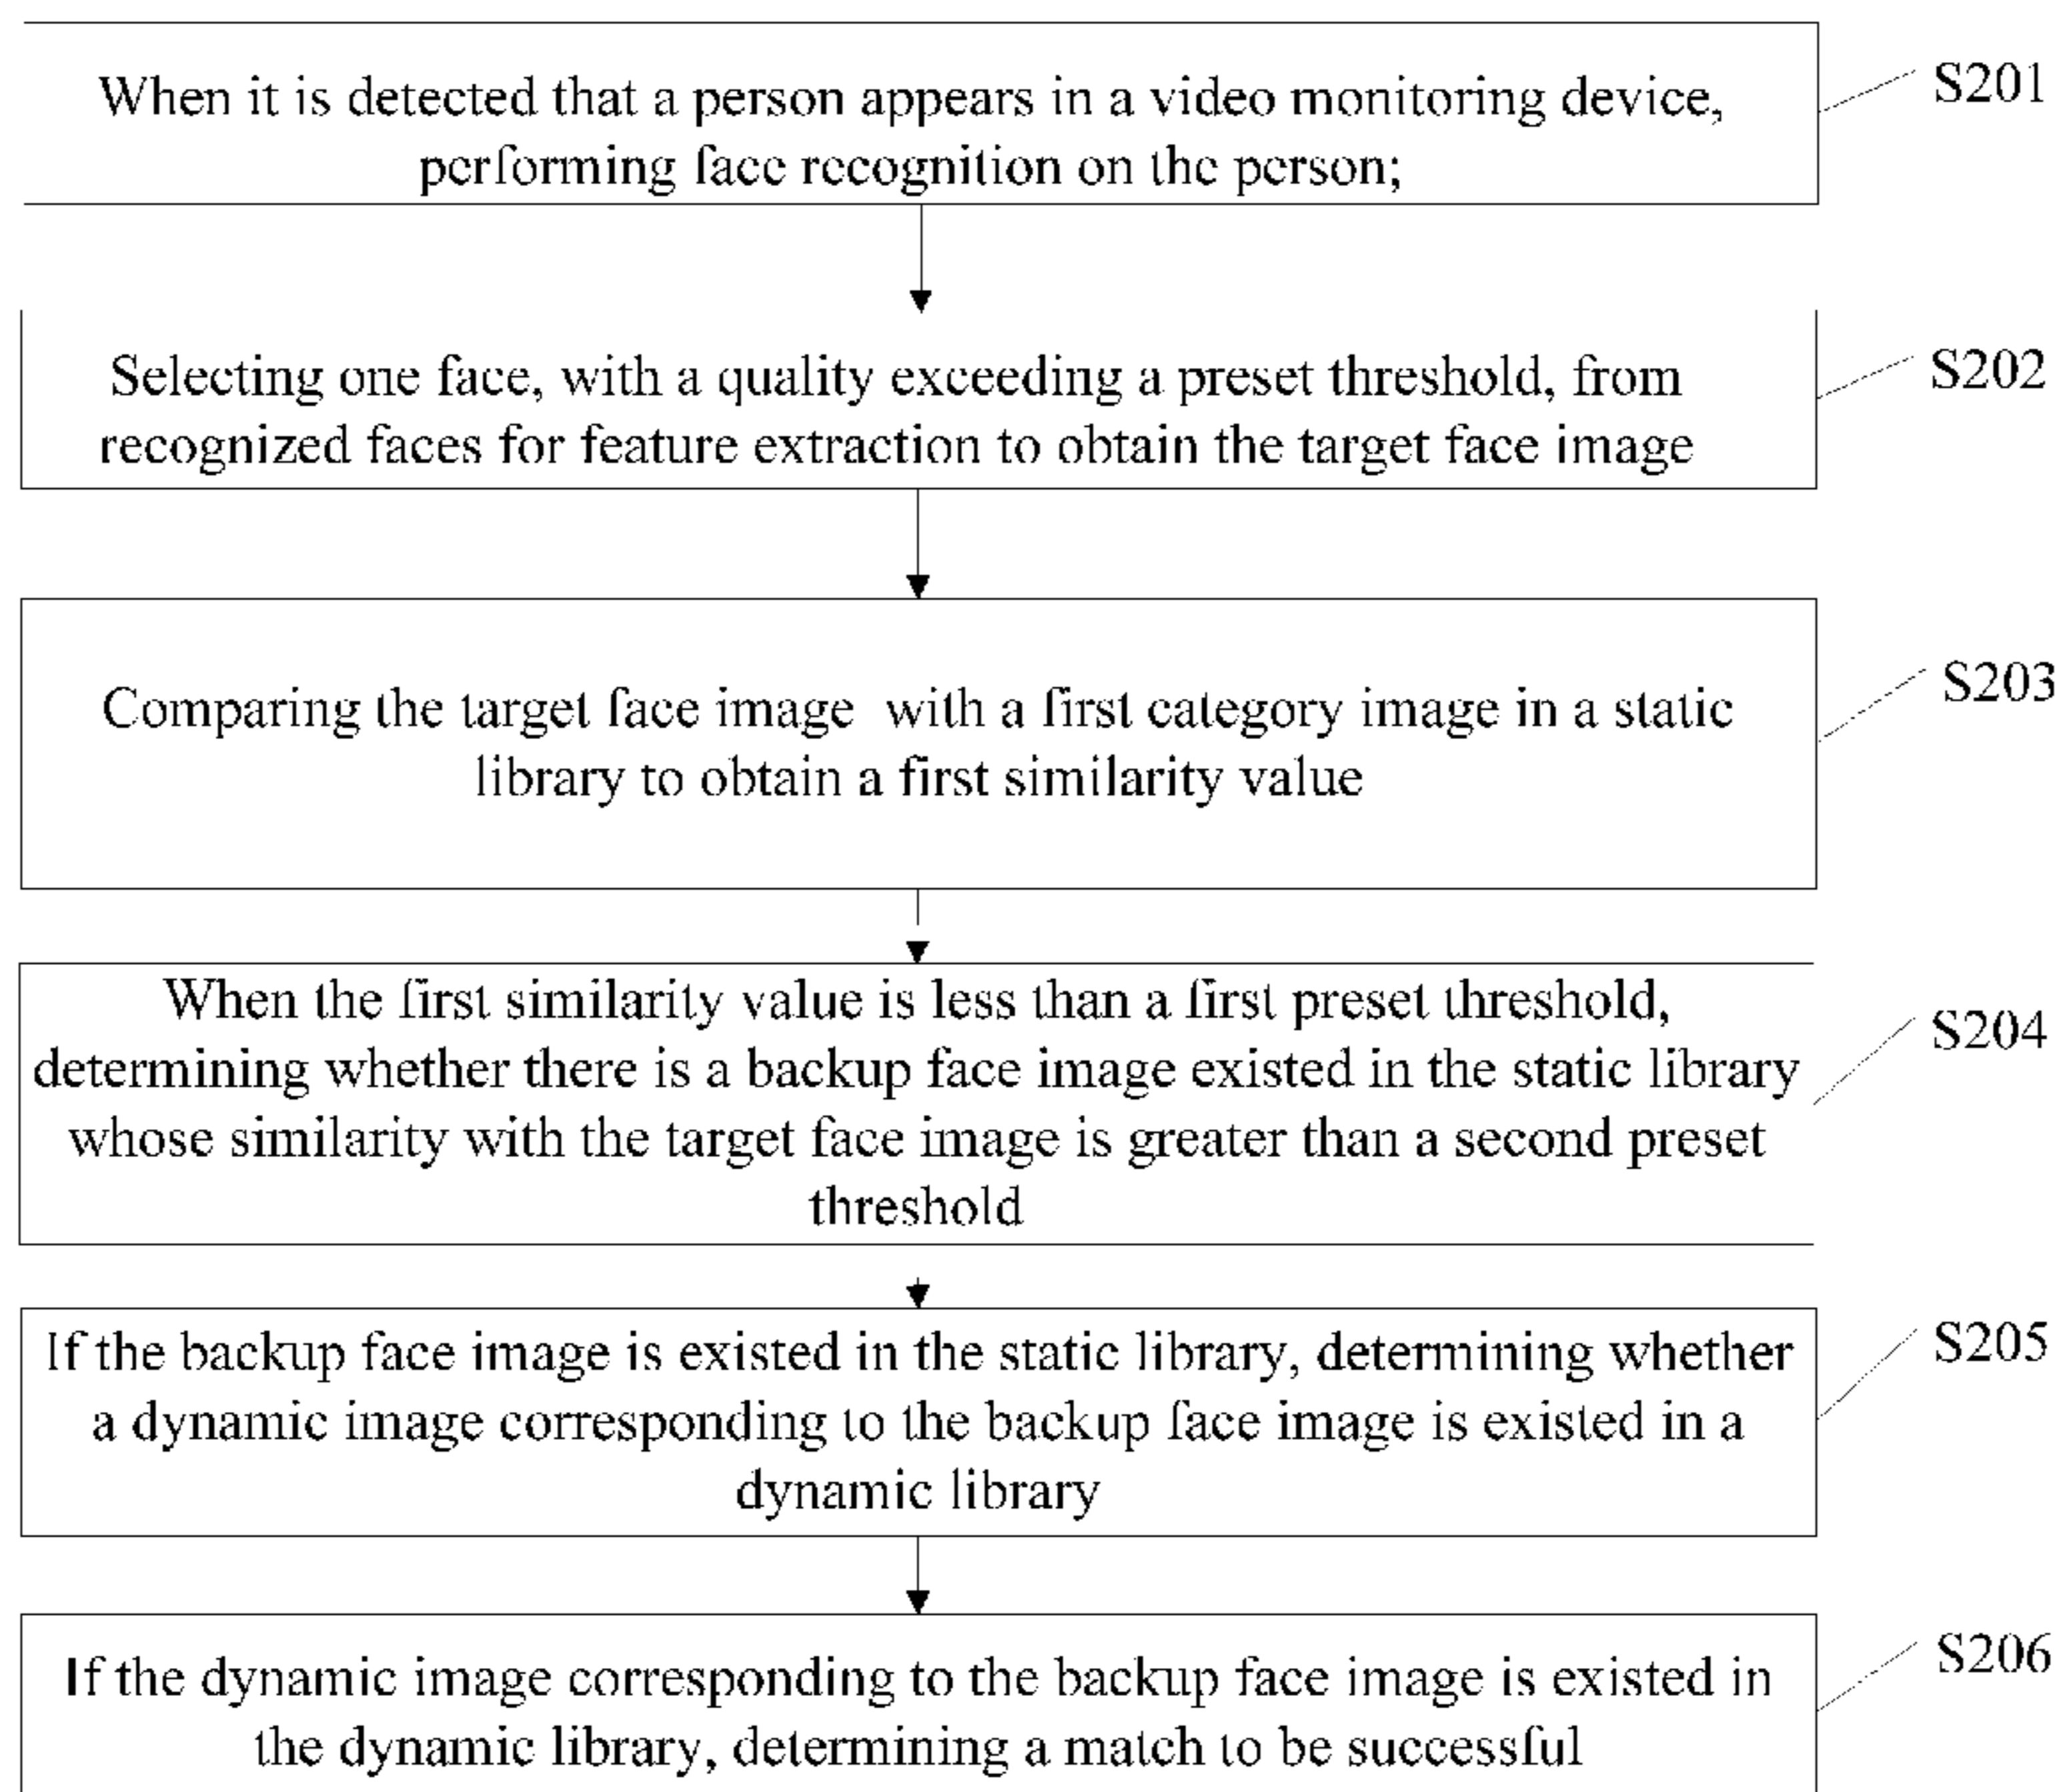 When it is detected that a person appears in a video monitoring device,
performing face recognition on the person;
S201
Selecting one face, with a quality exceeding a preset threshold, from
recognized faces for feature extraction to obtain the target face image
S202
Comparing the target face image with a first category image in a static
library to obtain a first similarity value
S203
When the first similarity value is less than a first preset threshold,
determining whether there is a backup face image existed in the static library
whose similarity with the target face image is greater than a second preset
threshold
S204
If the backup face image is existed in the static library, determining whether
a dynamic image corresponding to the backup face image is existed in a
dynamic library
S205
If the dynamic image corresponding to the backup face image is existed in
the dynamic library, determining a match to be successful
S206